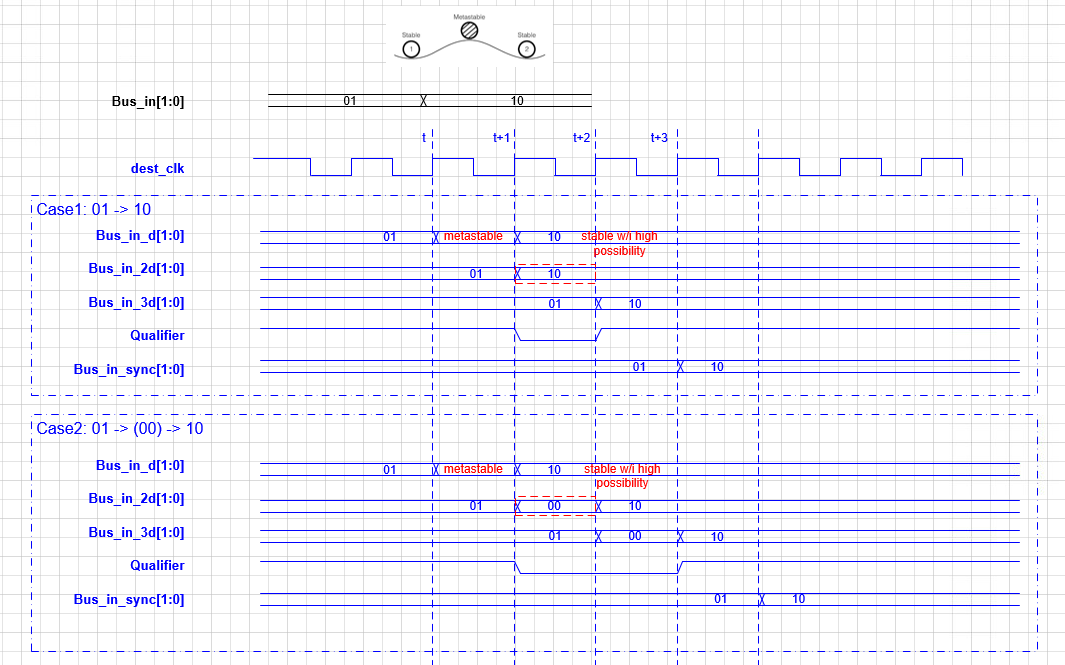 Metastable
Stable
Stable
1
2
Bus_in[1:0]
01
10
t
t+1
t+2
t+3
dest_clk
Case1: 01 -> 10
Bus_in_d[1:0]
01
metastable
10
stable w/i high
possibility
Bus_in_2d[1:0]
01
10
Bus_in_3d[1:0]
01
10
Qualifier
Bus_in_sync[1:0]
01
10
Case2: 01 -> (00) -> 10
Bus_in_d[1:0]
01
metastable
10
stable w/i high
possibility
Bus_in_2d[1:0]
01
00
10
Bus_in_3d[1:0]
01
00
10
Qualifier
Bus_in_sync[1:0]
01
10